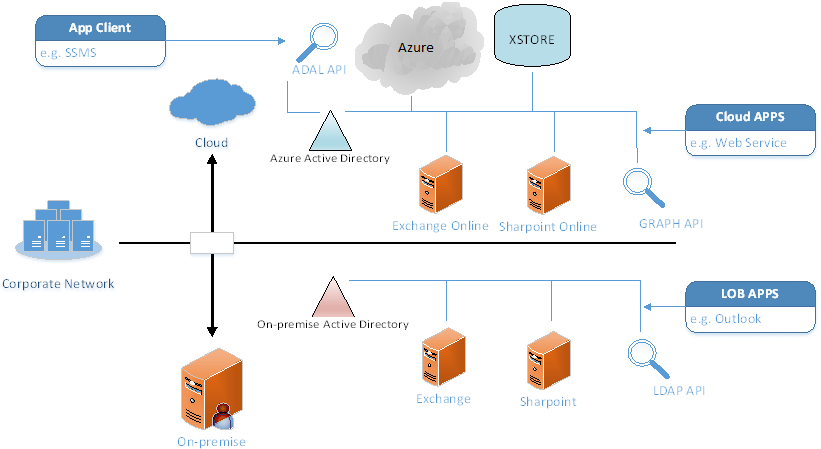 App Client
e.g. SSMS
ADAL API
Azure
XSTORE
Cloud
Azure Active Directory
Cloud APPS
e.g. Web Service
Exchange Online
Sharpoint Online
GRAPH API
Corporate Network
On-premise Active Directory
LOB APPS
e.g. Outlook
Exchange
Sharpoint
LDAP API
On-premise